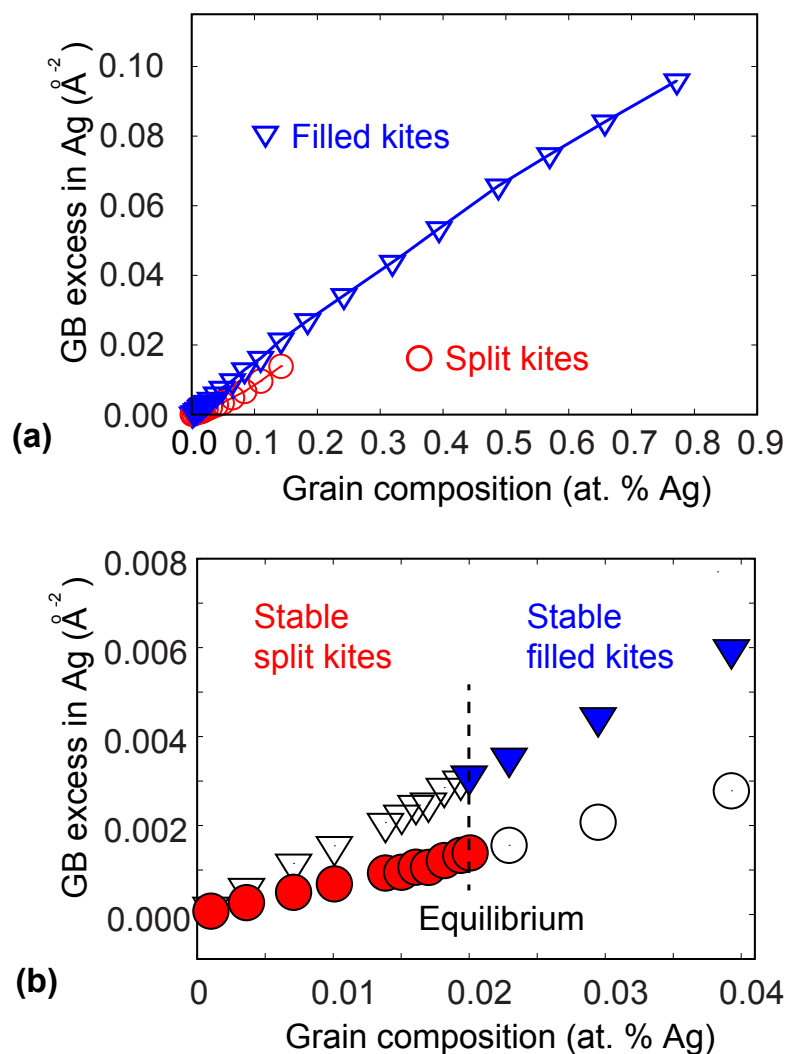 0.10
0.08
0.06
0.04
0.02
0.00
GB excess in Ag (Å⁻²)
Filled kites
Split kites
0.0 0.1 0.2 0.3 0.4 0.5 0.6 0.7 0.8 0.9
(a)
Grain composition (at. % Ag)
0.008
0.006
0.004
0.002
0.000
GB excess in Ag (Å⁻²)
Stable
split kites
Stable
filled kites
Equilibrium
0 0.01 0.02 0.03 0.04
(b)
Grain composition (at. % Ag)